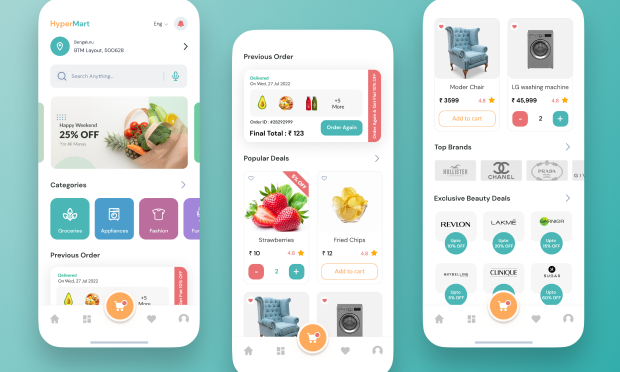 HyperMart
Eng
Bengaluru
BTM Layout, 500628
Search Anything...
Happy Weekend
25% OFF
*for All Menus
Categories
Groceries
Appliances
Fashion
Fur
Previous Order
Delivered
On Wed, 27 Jul 2022
+5
More
Previous Order
Delivered
On Wed, 27 Jul 2022
+5
More
Order ID : #28292999
Final Total : ₹ 123
Order Again
Order Again & Get Flat 10% OFF
Popular Deals
5% OFF
Strawberries
₹ 10
4.8
-
2
+
Fried Chips
₹ 12
4.8
Add to cart
Moder Chair
₹ 3599
4.8
Add to cart
LG washing machine
₹ 45,999
4.8
-
2
+
Top Brands
HOLLISTER
CHANEL
PRADA
GIV
Exclusive Beauty Deals
REVLON
Upto
10% OFF
LAKMÉ
Upto
20% OFF
GARNIER
Upto
15% OFF
MAYBELLINE
Upto
5% OFF
CLINIQUE
Upto
30% OFF
SUGAR
Upto
60% OFF